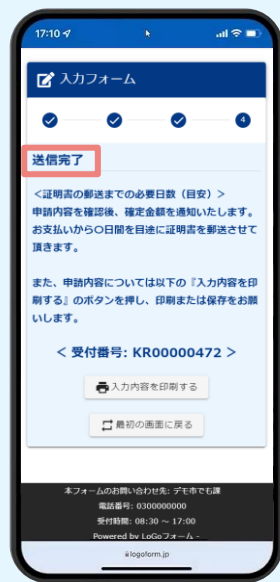 17:10
入力フォーム
4
送信完了
＜証明書の郵送までの必要日数（目安）＞
申請内容を確認後、確定金額を通知いたします。
お支払いから〇日間を目途に証明書を郵送させて
頂きます。
また、申請内容については以下の『入力内容を印
刷する』のボタンを押し、印刷または保存をお願
いします。
< 受付番号: KR00000472 >
入力内容を印刷する
最初の画面に戻る
本フォームのお問い合わせ先: デモ市でも課
電話番号: 0300000000
受付時間: 08:30 ～ 17:00
Powered by LoGoフォーム -
logoform.jp